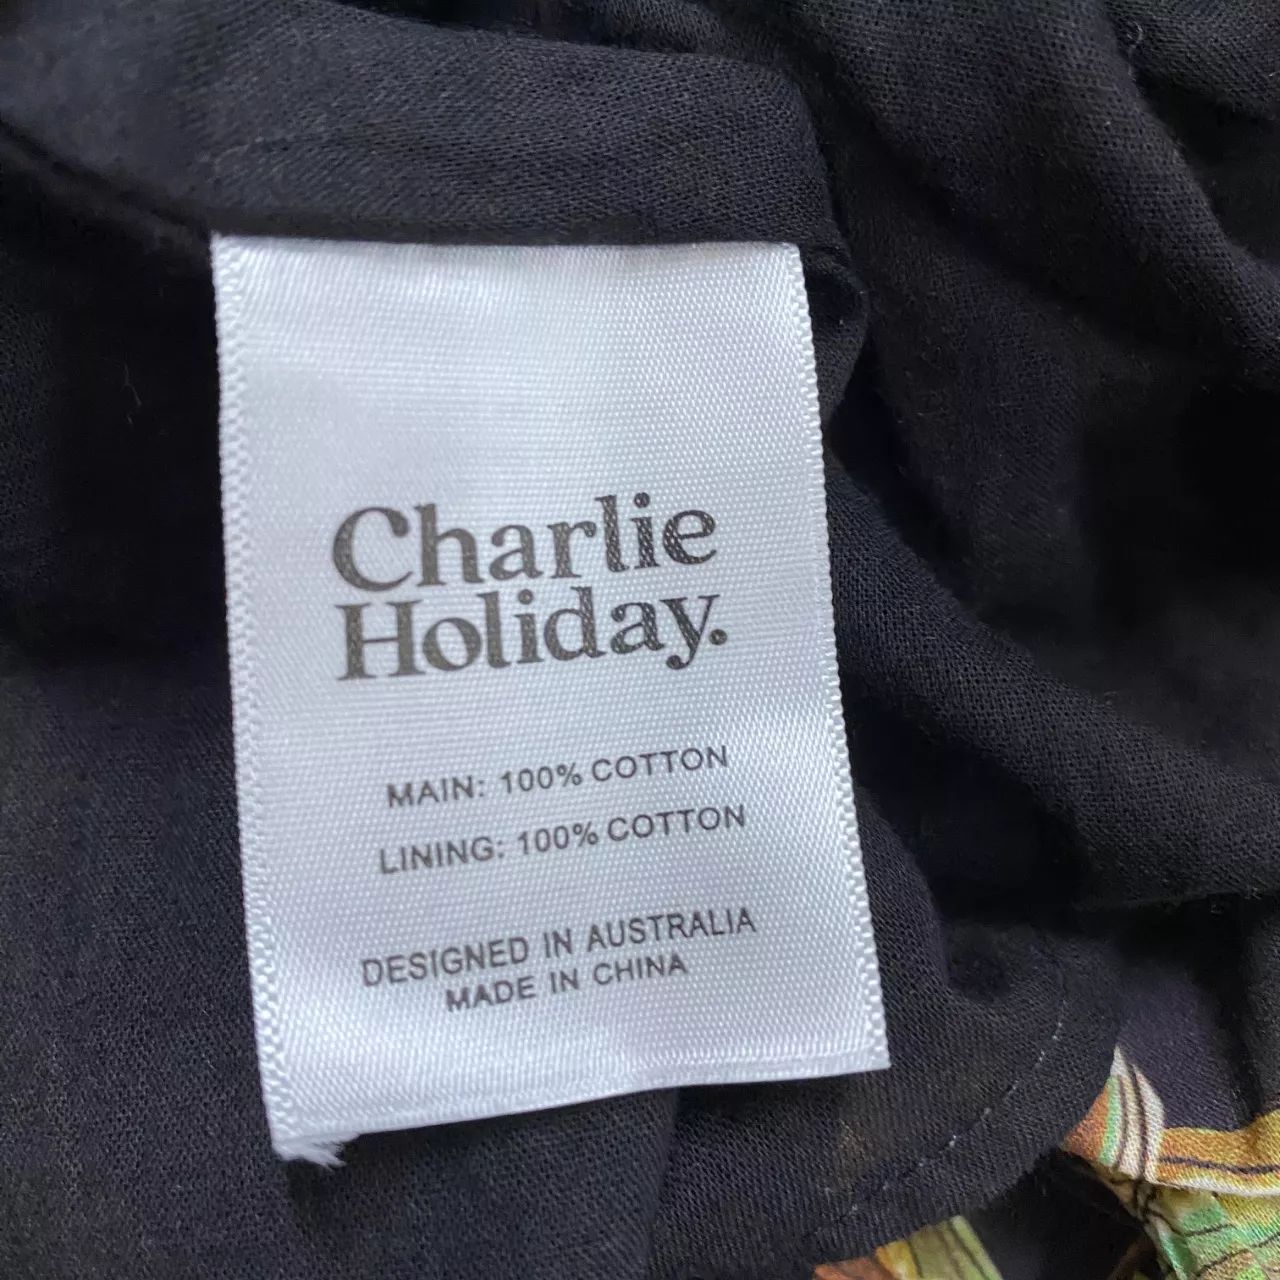 Charlie
Holiday.
MAIN: 100% COTTON
LINING: 100% COTTON
DESIGNED IN AUSTRALIA
MADE IN CHINA